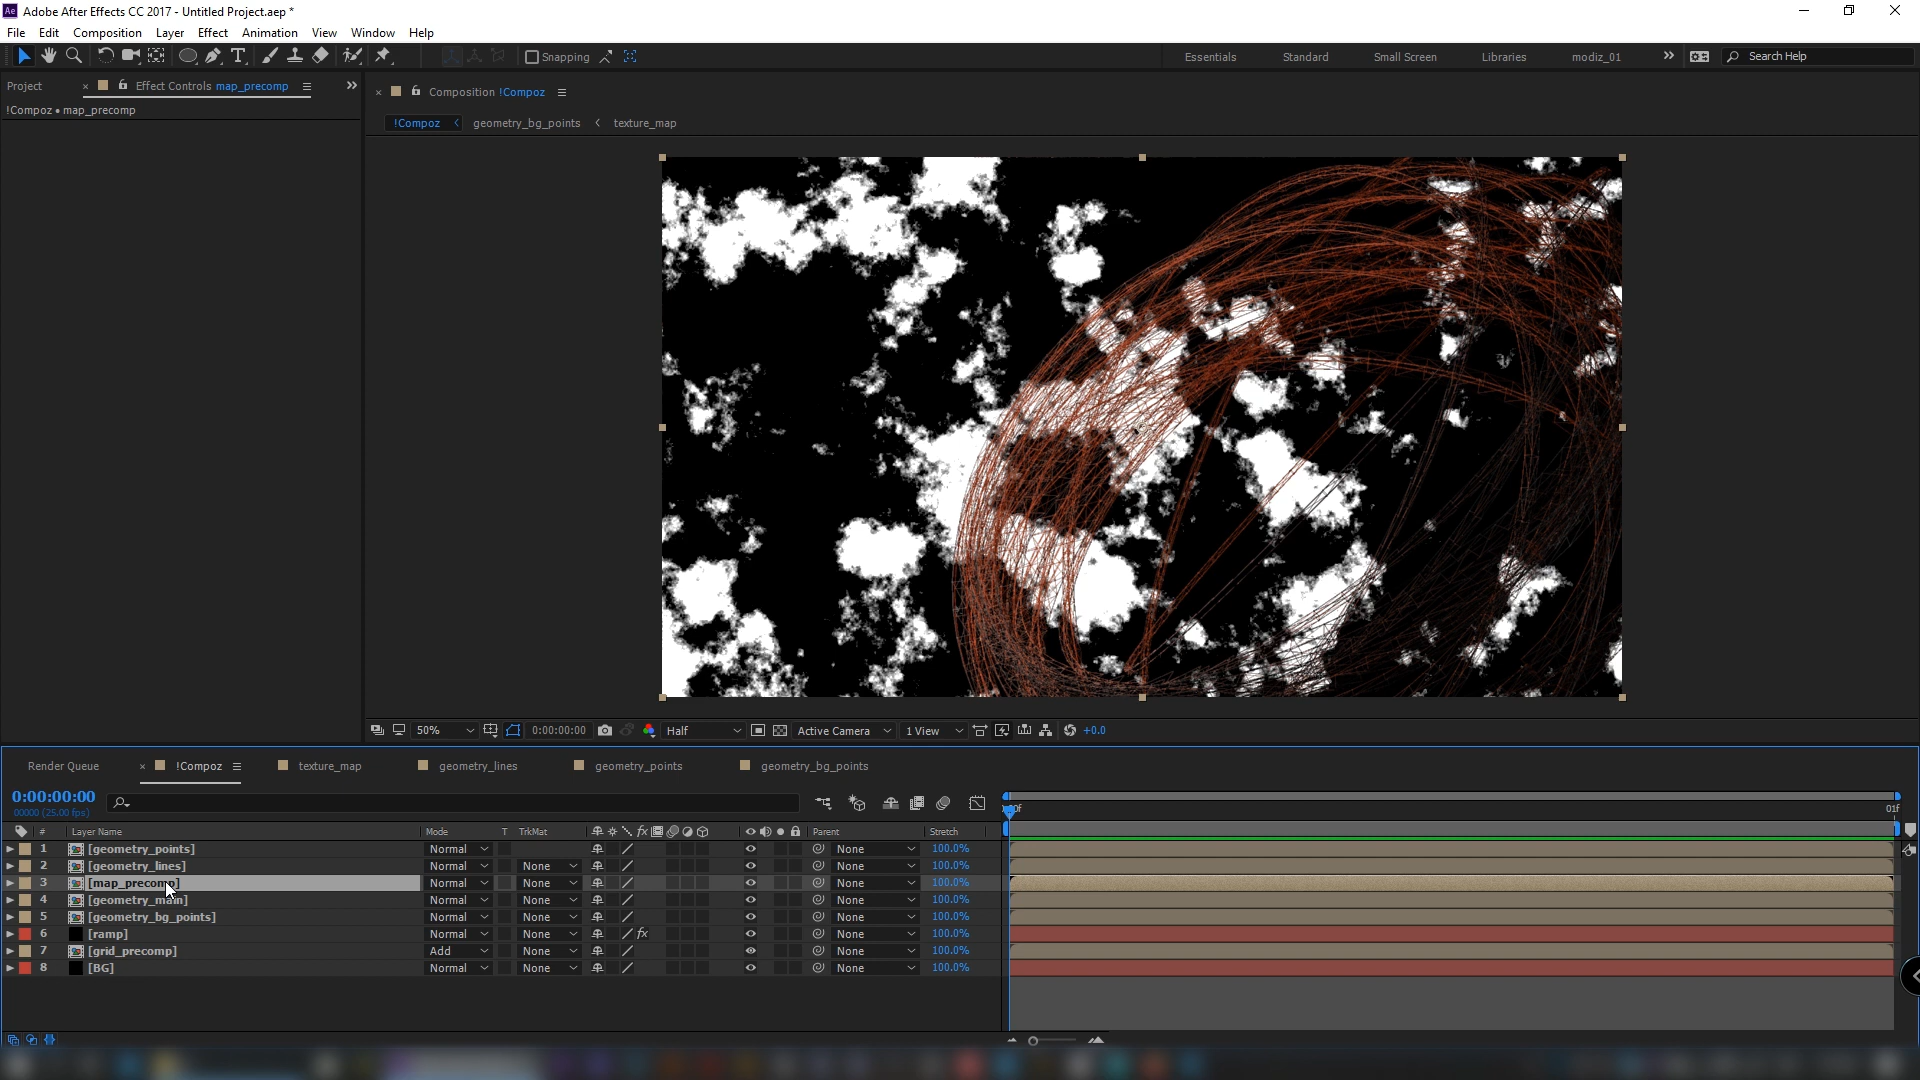 Ae Adobe After Effects CC 2017 - Untitled Project.aep *
File Edit Composition Layer Effect Animation View Window Help
Snapping Essentials Standard Small Screen Libraries modiz_01 Search Help
Project Effect Controls map_precomp
!Compoz • map_precomp
Composition !Compoz
!Compoz geometry_bg_points texture_map
50% 0:00:00:00 Half Active Camera 1 View +0.0
Render Queue !Compoz texture_map geometry_lines geometry_points geometry_bg_points
0:00:00:00
00000 (25.00 fps)
01f
# Layer Name Mode T TrkMat Parent Stretch
1 [geometry_points] Normal None 100.0%
2 [geometry_lines] Normal None None 100.0%
3 [map_precomp] Normal None None 100.0%
4 [geometry_main] Normal None None 100.0%
5 [geometry_bg_points] Normal None None 100.0%
6 [ramp] Normal None fx None 100.0%
7 [grid_precomp] Add None None 100.0%
8 [BG] Normal None None 100.0%